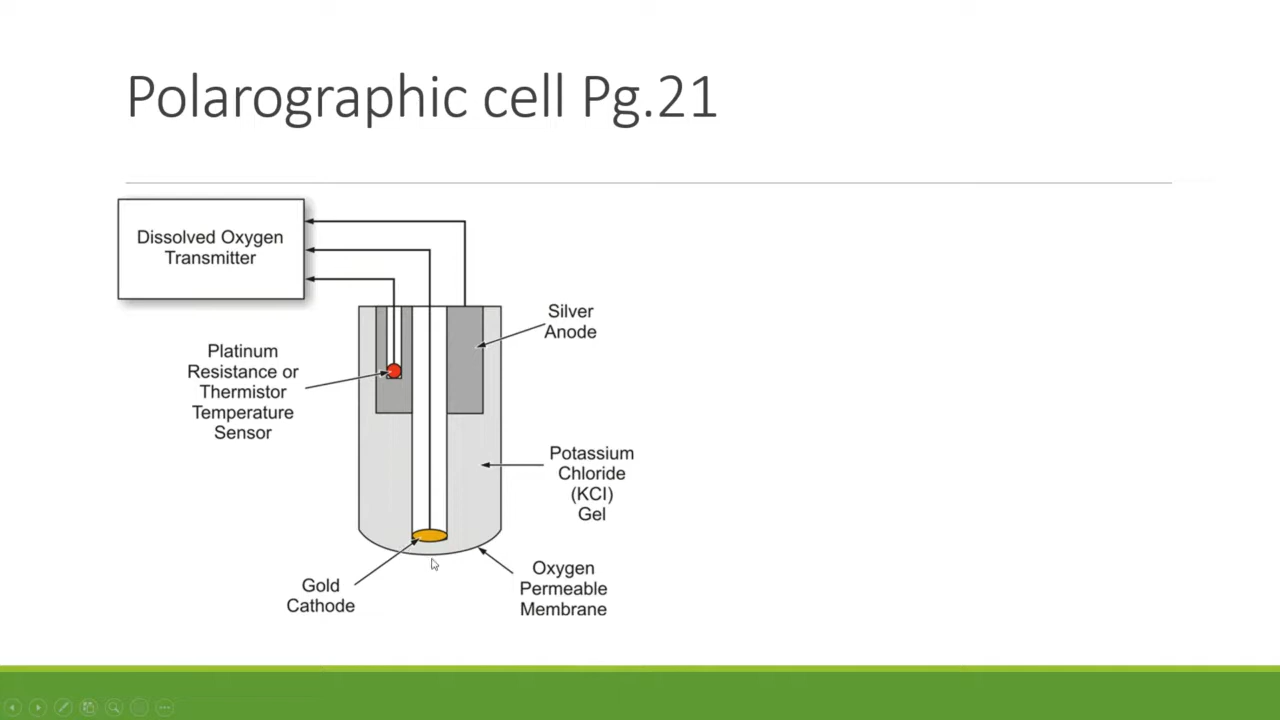 Polarographic cell Pg.21
Dissolved Oxygen
Transmitter
Silver
Anode
Platinum
Resistance or
Thermistor
Temperature
Sensor
Potassium
Chloride
(KCl)
Gel
Gold
Cathode
Oxygen
Permeable
Membrane